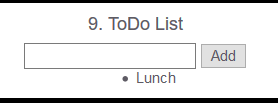 9. ToDo List
Add
• Lunch